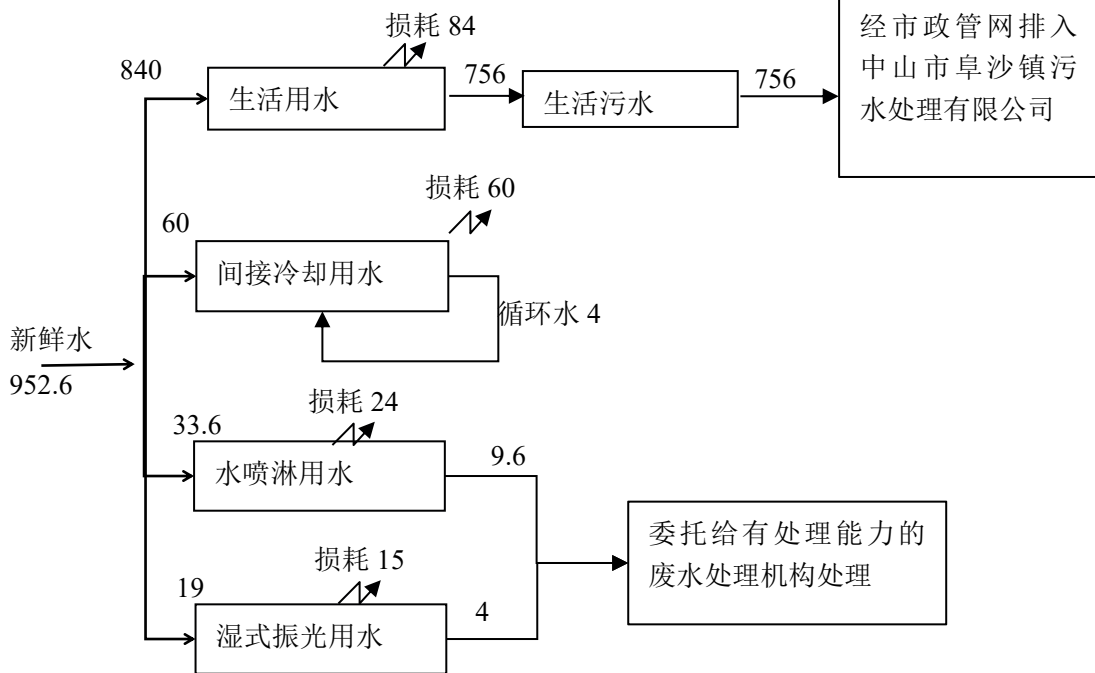 损耗 84
840
生活用水
756
生活污水
756
经市政管网排入
中山市阜沙镇污
水处理有限公司
损耗 60
60
间接冷却用水
循环水 4
新鲜水
952.6
损耗 24
33.6
水喷淋用水
9.6
委托给有处理能力的
废水处理机构处理
损耗 15
19
湿式振光用水
4